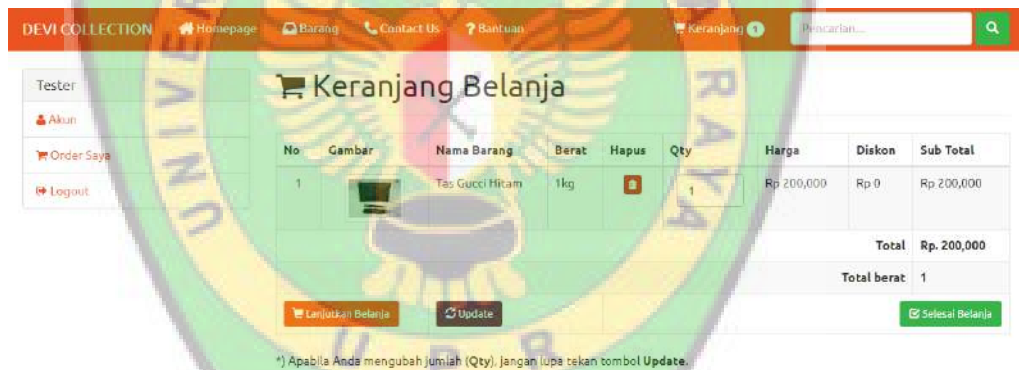 DEVI COLLECTION Homepage Barang Contact Us Bantuan Keranjang 1 Pencarian...
Tester
Akun
Order Saya
Logout
Keranjang Belanja
No Gambar Nama Barang Berat Hapus Qty Harga Diskon Sub Total
1 Tas Gucci Hitam 1kg 1 Rp 200,000 Rp 0 Rp 200,000
Total Rp. 200,000
Total berat 1
Lanjutkan Belanja Update Selesai Belanja
*) Apabila Anda mengubah jumlah (Qty), jangan lupa tekan tombol Update.